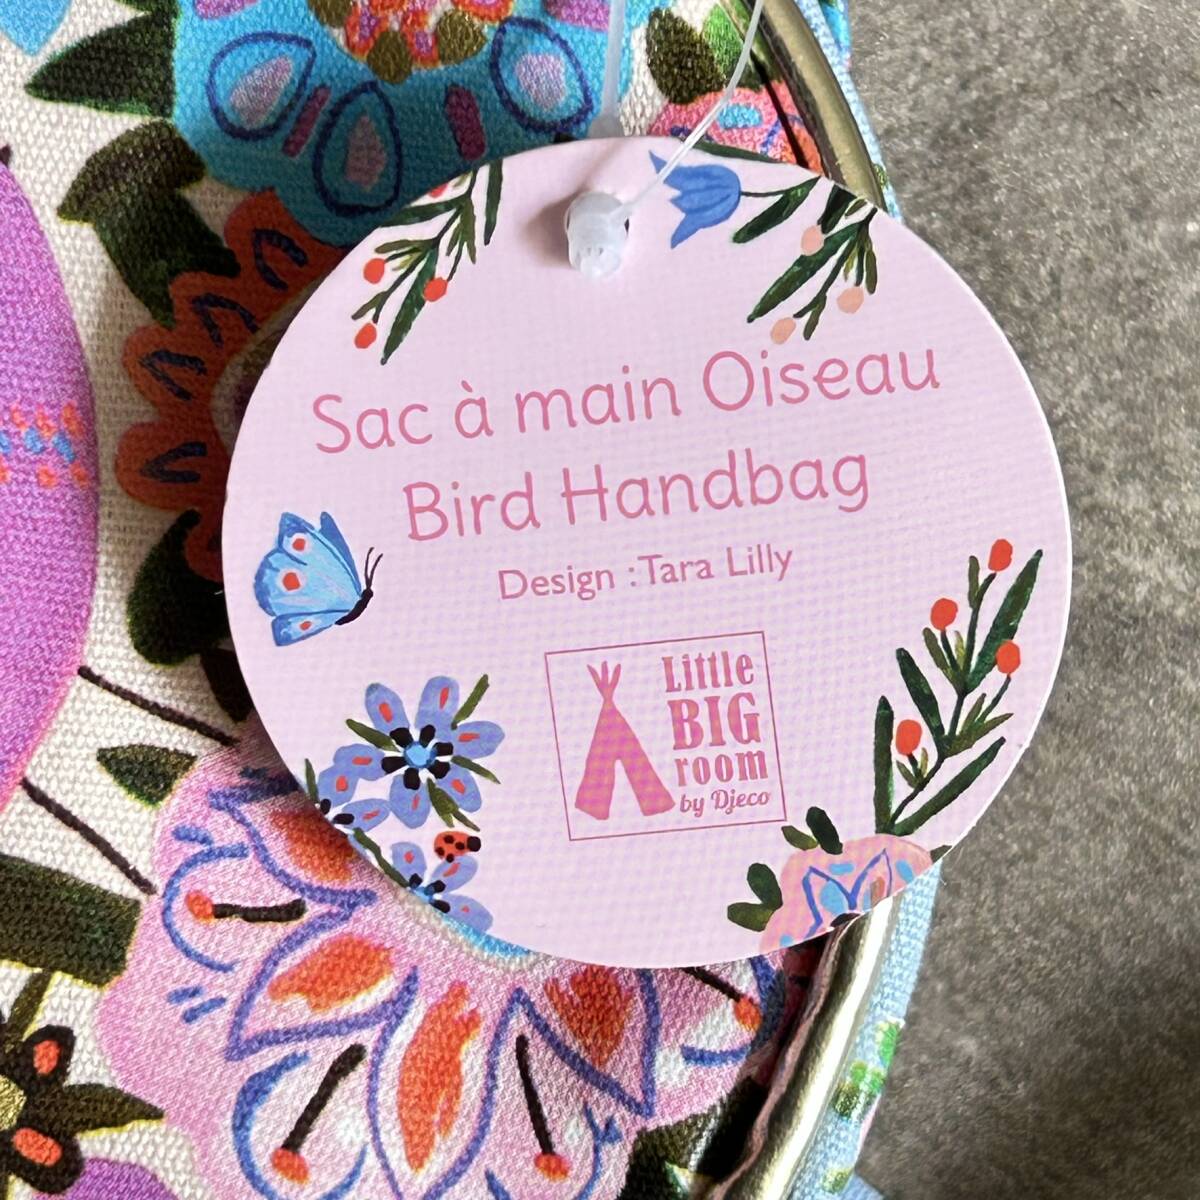 Sac à main Oiseau
Bird Handbag
Design :Tara Lilly
Little
BIG
room
by Djeco